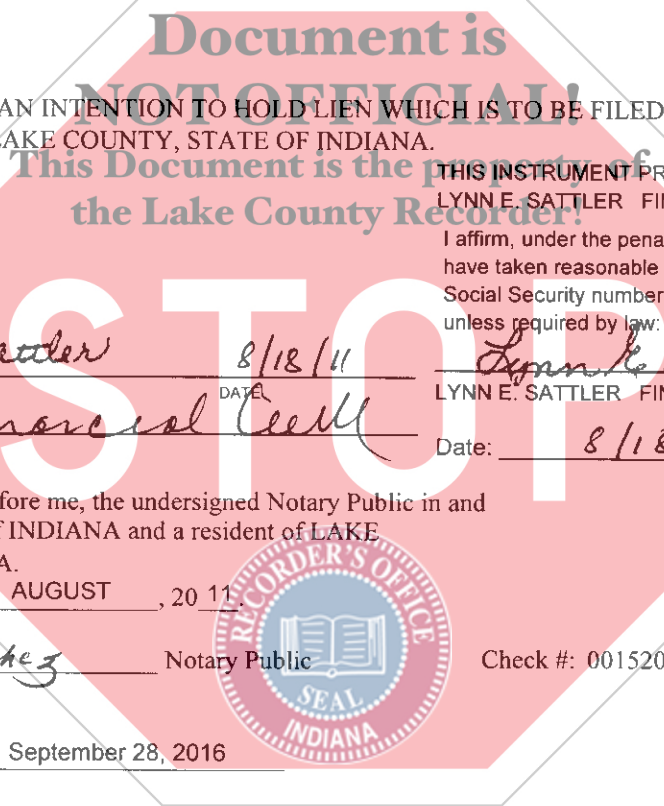 Document is
NOT OFFICIAL!
AN INTENTION TO HOLD LIEN WHICH IS TO BE FILED
LAKE COUNTY, STATE OF INDIANA.
This Document is the property of
the Lake County Recorder!
THIS INSTRUMENT PR
LYNN E. SATTLER FIN
I affirm, under the pena
have taken reasonable
Social Security number
unless required by law:
STOP
attler 8/18/11
DATE
Lynn E.
LYNN E. SATTLER FIN
Date: 8/18
fore me, the undersigned Notary Public in and
f INDIANA and a resident of LAKE
A.
AUGUST , 20 11.
Notary Public
Check #: 001520
RECORDER'S OFFICE
SEAL
INDIANA
September 28, 2016